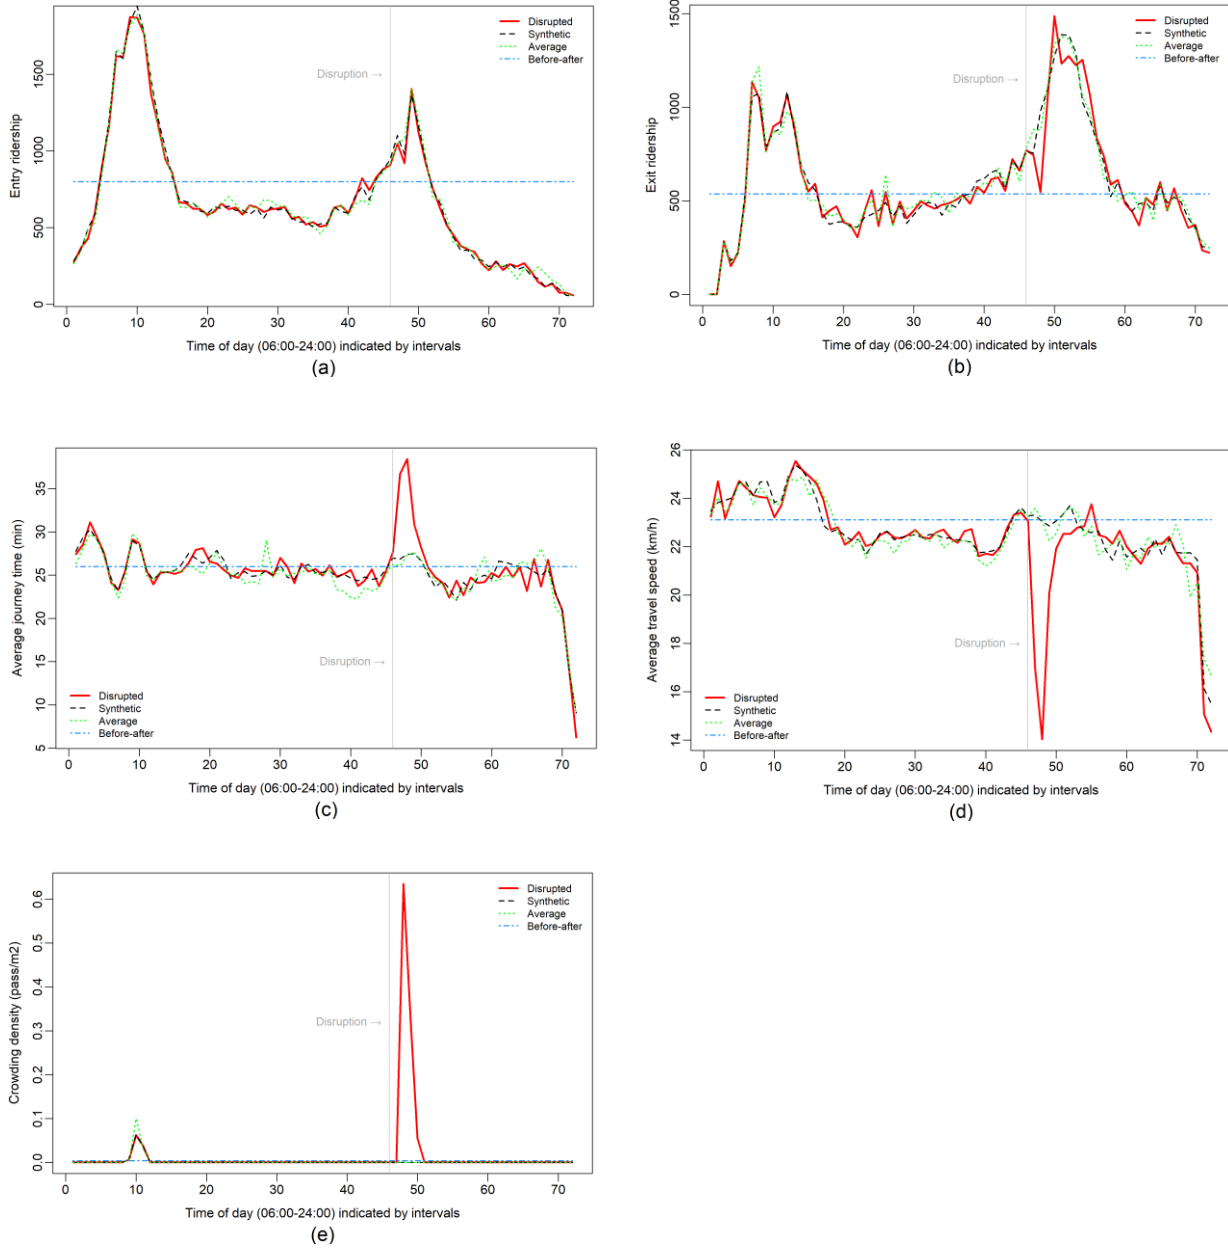 Entry ridership
0 500 1000 1500
Disruption →
Disrupted
Synthetic
Average
Before-after
0 10 20 30 40 50 60 70
Time of day (06:00-24:00) indicated by intervals
(a)
Exit ridership
0 500 1000 1500
Disruption →
Disrupted
Synthetic
Average
Before-after
0 10 20 30 40 50 60 70
Time of day (06:00-24:00) indicated by intervals
(b)
Average journey time (min)
5 10 15 20 25 30 35
Disruption →
Disrupted
Synthetic
Average
Before-after
0 10 20 30 40 50 60 70
Time of day (06:00-24:00) indicated by intervals
(c)
Average travel speed (km/h)
14 16 18 20 22 24 26
Disruption →
Disrupted
Synthetic
Average
Before-after
0 10 20 30 40 50 60 70
Time of day (06:00-24:00) indicated by intervals
(d)
Crowding density (pass/m2)
0.0 0.1 0.2 0.3 0.4 0.5 0.6
Disruption →
Disrupted
Synthetic
Average
Before-after
0 10 20 30 40 50 60 70
Time of day (06:00-24:00) indicated by intervals
(e)